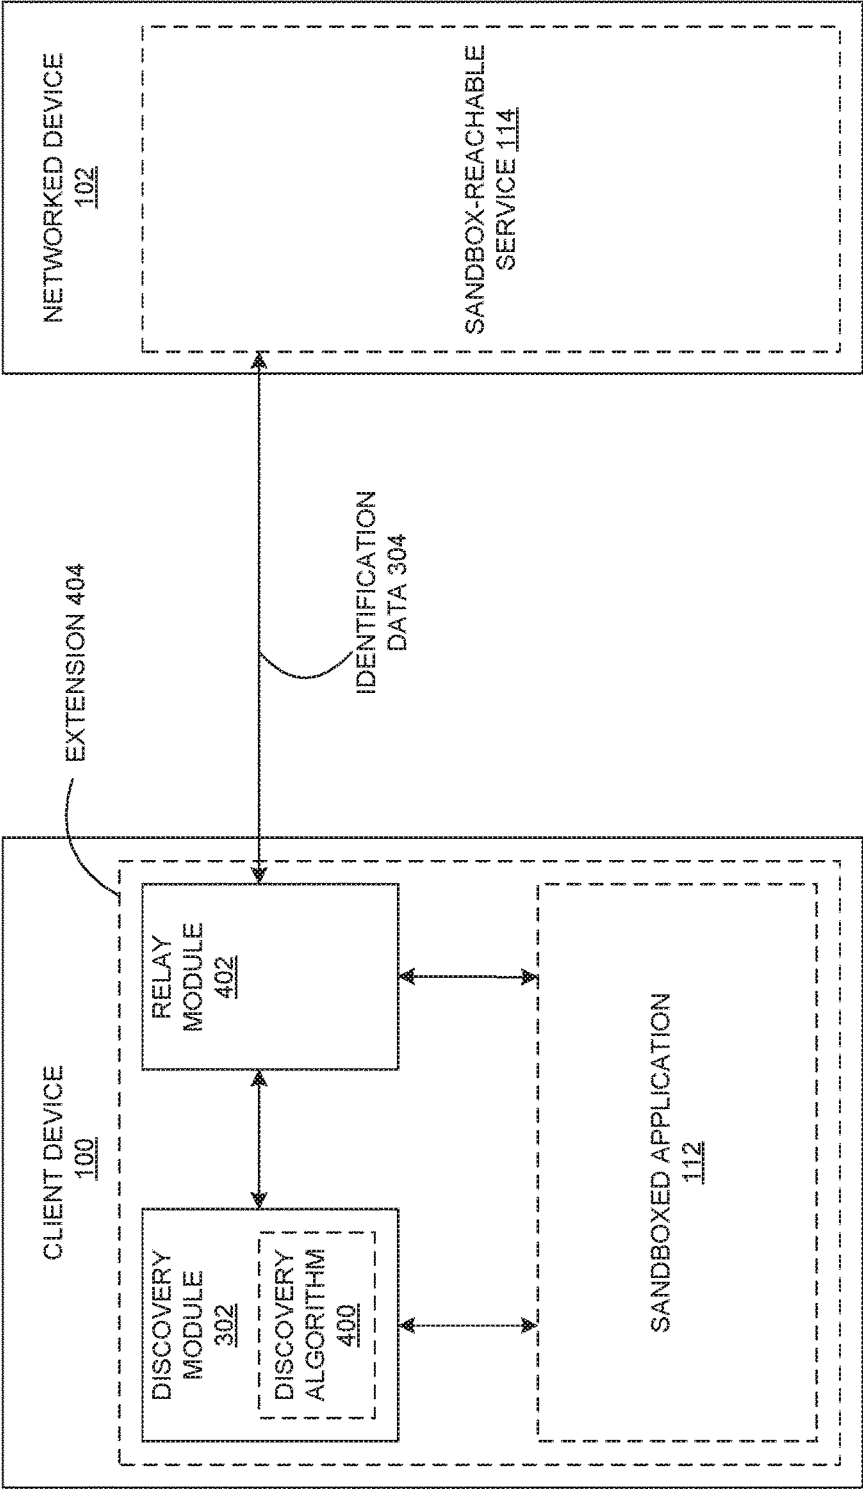 CLIENT DEVICE
100
DISCOVERY
MODULE
302
DISCOVERY
ALGORITHM
400
RELAY
MODULE
402
SANDBOXED APPLICATION
112
EXTENSION 404
IDENTIFICATION
DATA 304
NETWORKED DEVICE
102
SANDBOX-REACHABLE
SERVICE 114